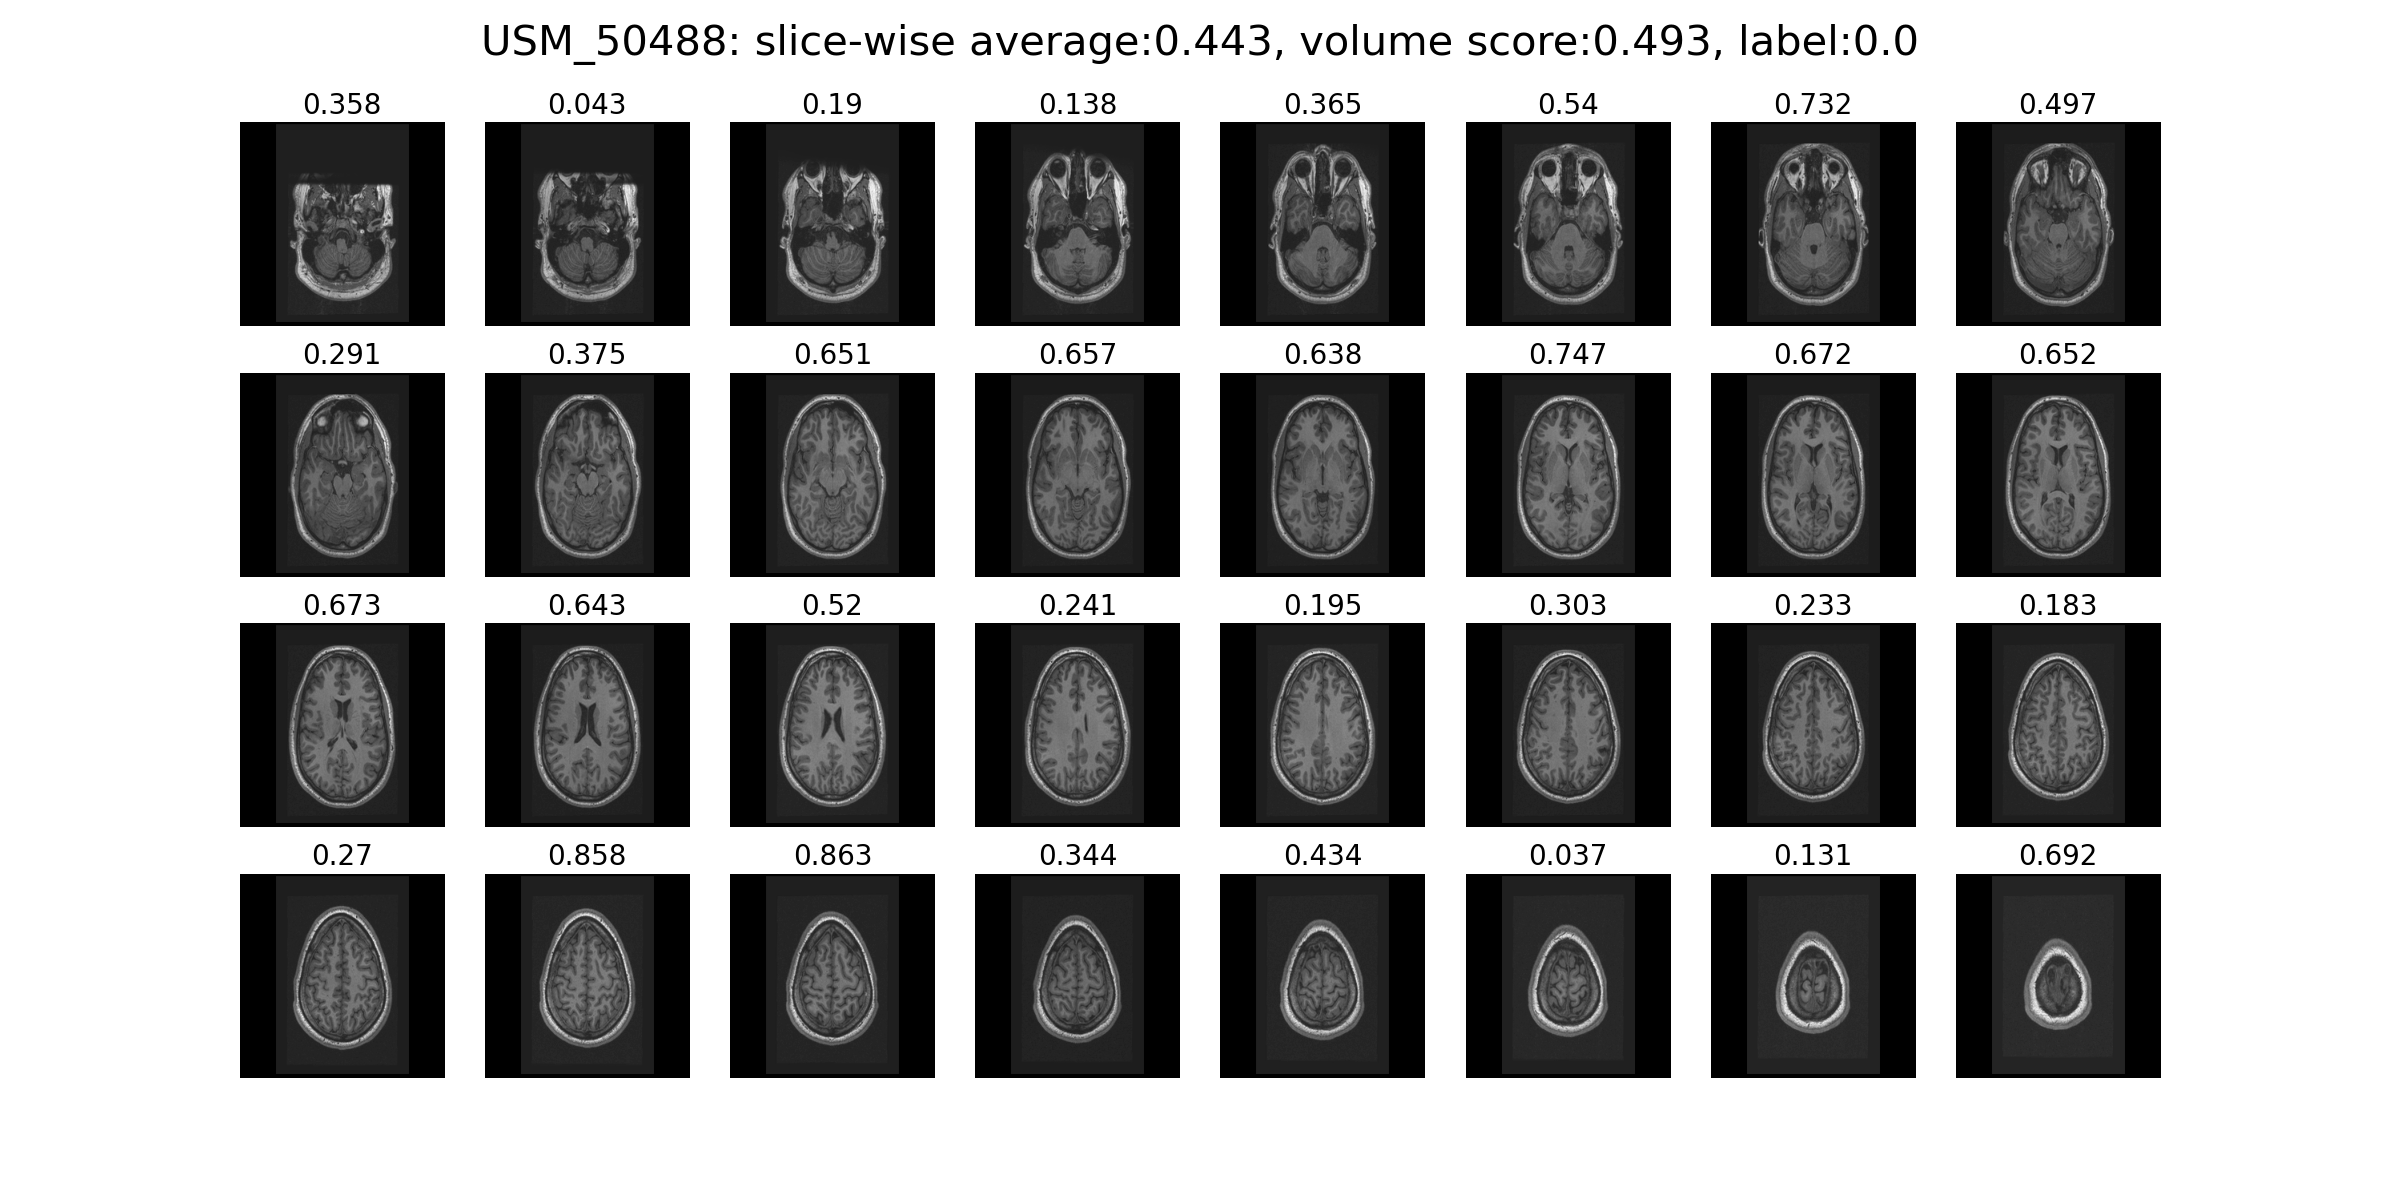 USM_50488: slice-wise average:0.443, volume score:0.493, label:0.0
0.358 0.043 0.19 0.138 0.365 0.54 0.732 0.497
0.291 0.375 0.651 0.657 0.638 0.747 0.672 0.652
0.673 0.643 0.52 0.241 0.195 0.303 0.233 0.183
0.27 0.858 0.863 0.344 0.434 0.037 0.131 0.692